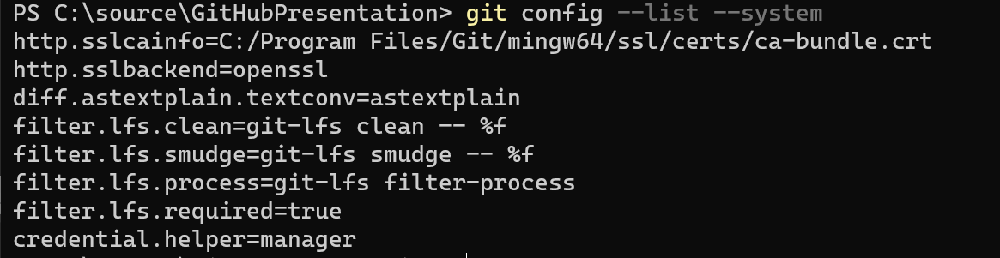 PS C:\source\GitHubPresentation> git config --list --system
http.sslcainfo=C:/Program Files/Git/mingw64/ssl/certs/ca-bundle.crt
http.sslbackend=openssl
diff.astextplain.textconv=astextplain
filter.lfs.clean=git-lfs clean -- %f
filter.lfs.smudge=git-lfs smudge -- %f
filter.lfs.process=git-lfs filter-process
filter.lfs.required=true
credential.helper=manager